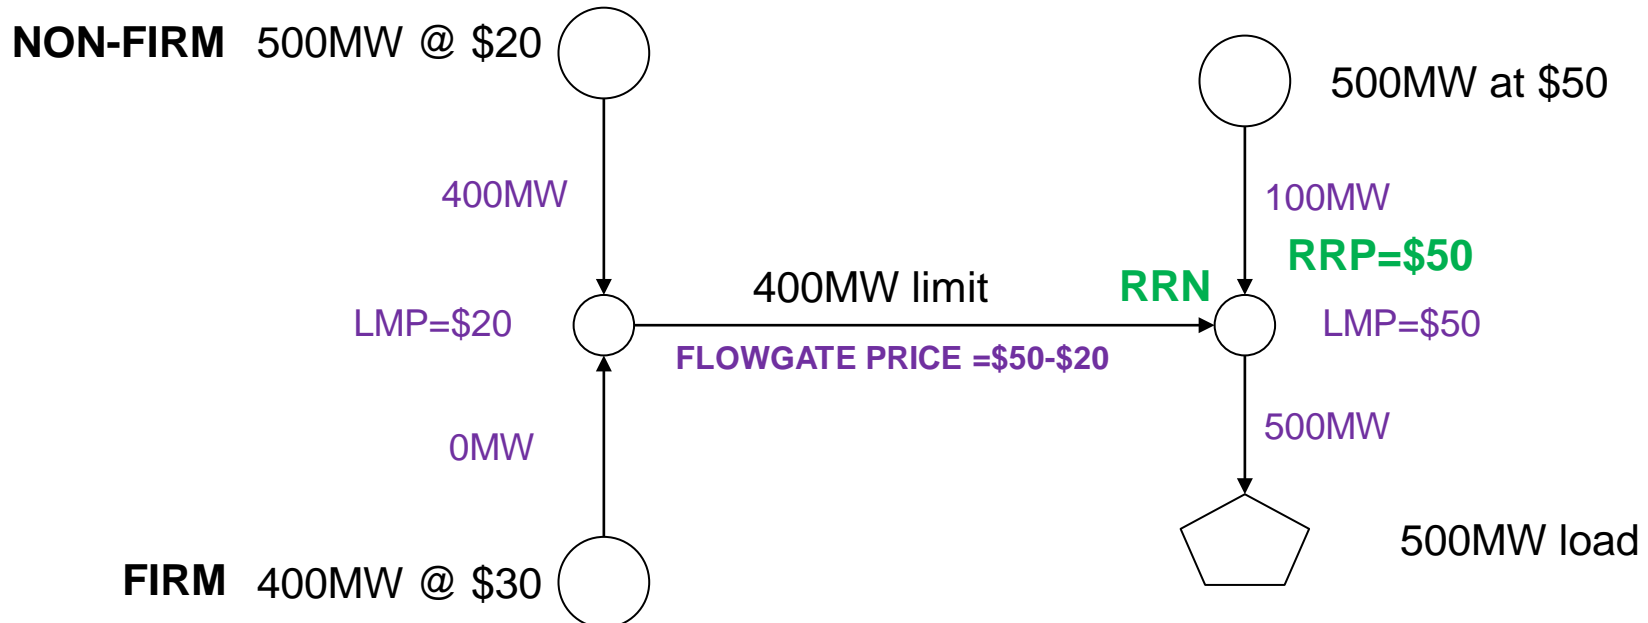 NON-FIRM 500MW @ $20
500MW at $50
400MW
100MW
RRP=$50
400MW limit
RRN
LMP=$20
LMP=$50
FLOWGATE PRICE =$50-$20
0MW
500MW
500MW load
FIRM 400MW @ $30